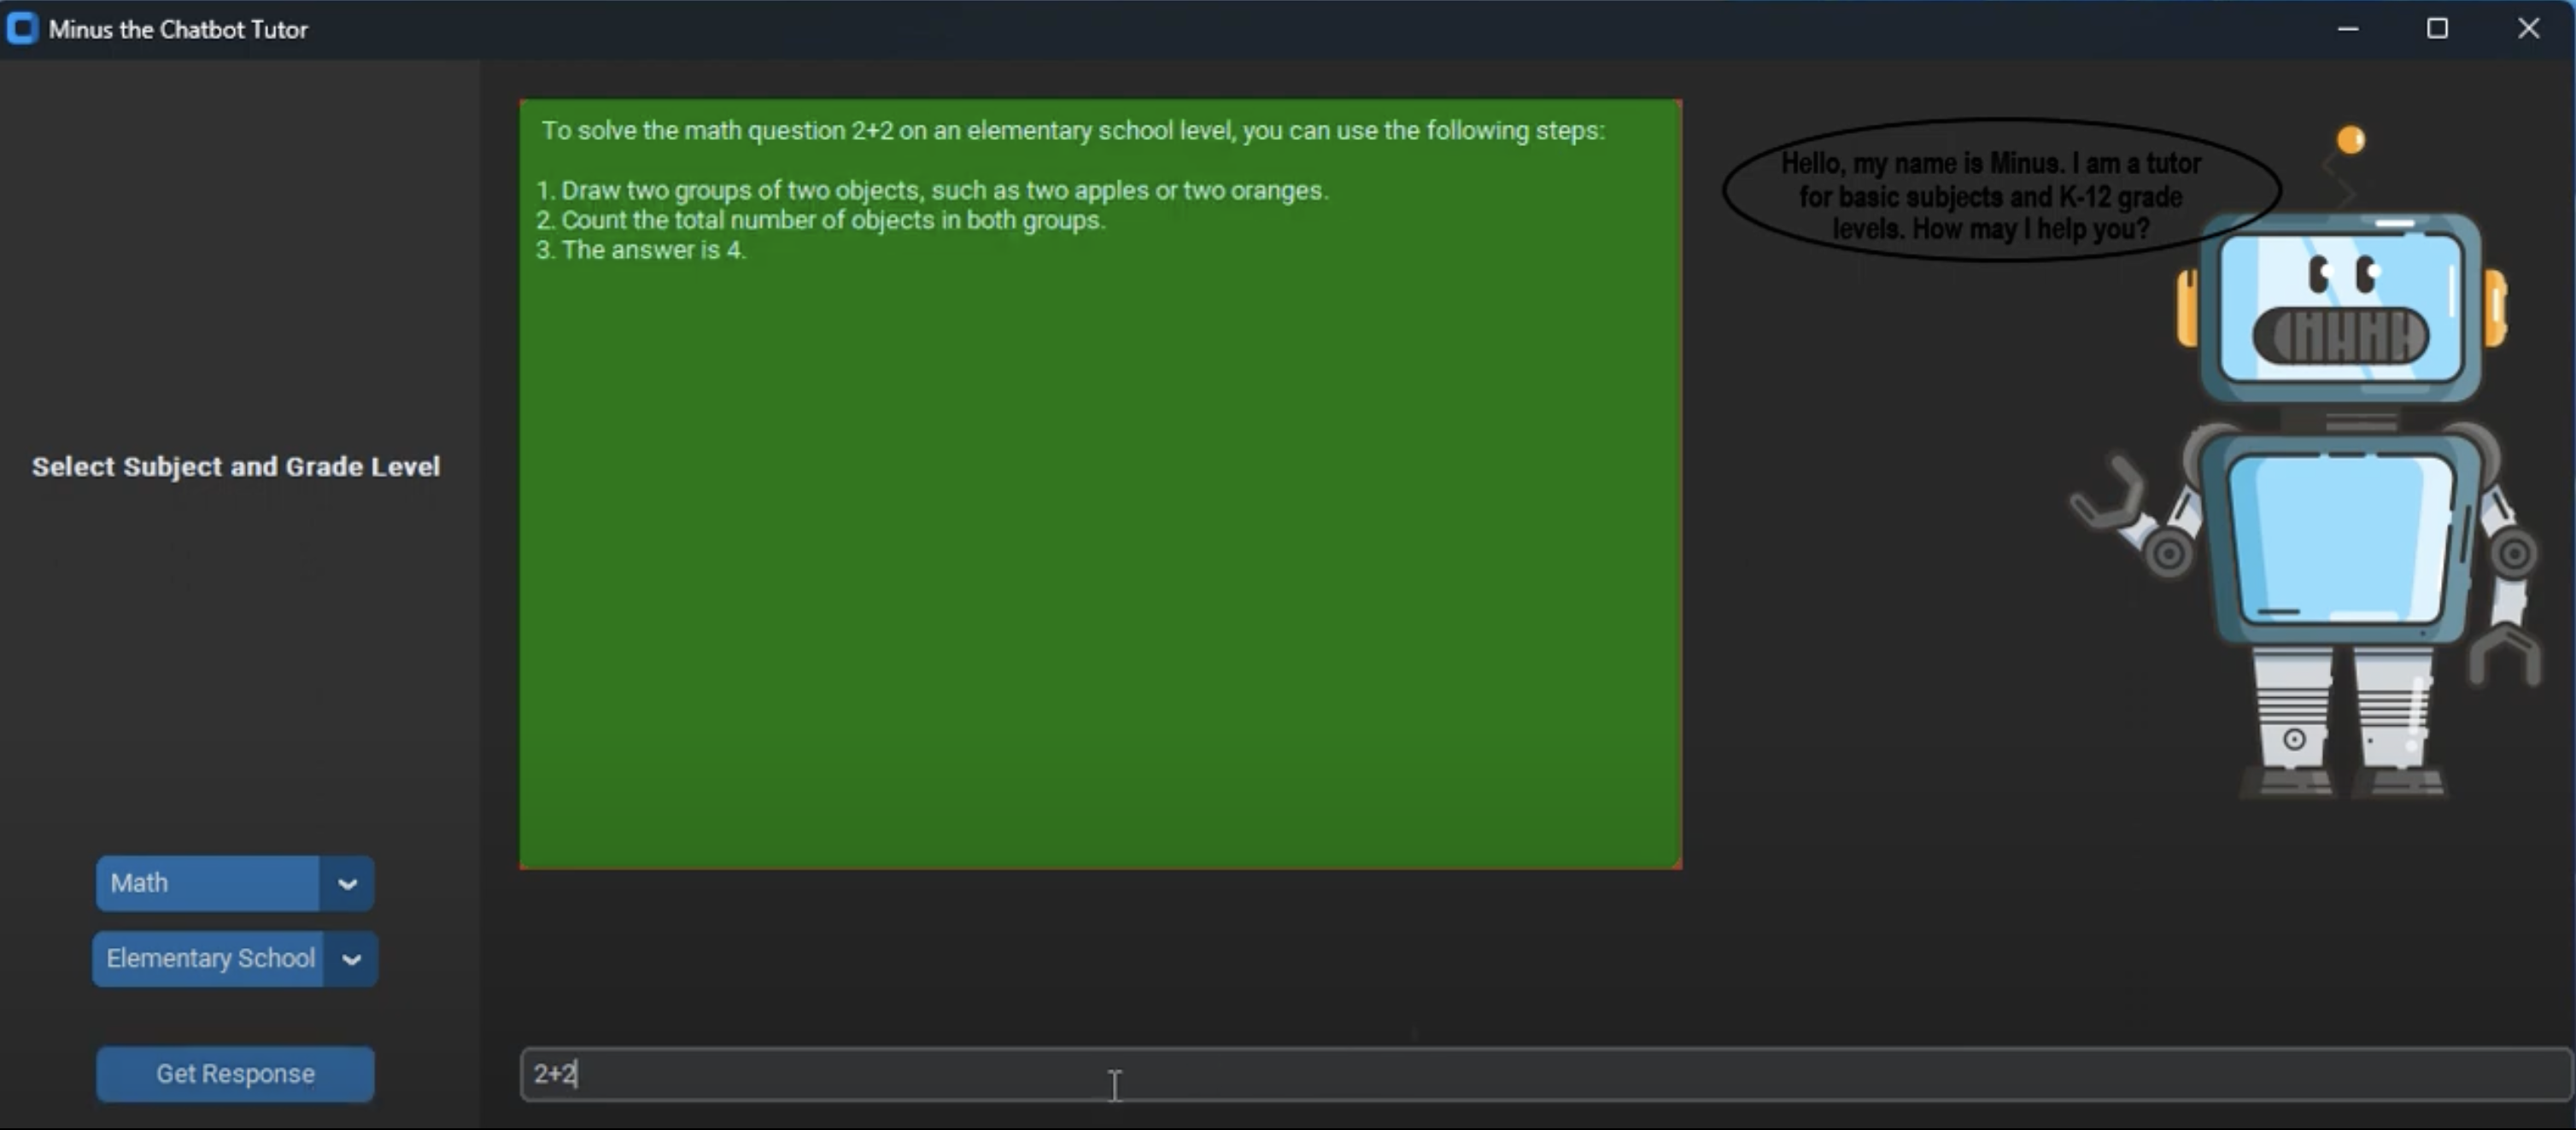 Minus the Chatbot Tutor
To solve the math question 2+2 on an elementary school level, you can use the following steps:
1. Draw two groups of two objects, such as two apples or two oranges.
2. Count the total number of objects in both groups.
3. The answer is 4.
Hello, my name is Minus. I am a tutor
for basic subjects and K-12 grade
levels. How may I help you?
Select Subject and Grade Level
Math
Elementary School
Get Response
2+2